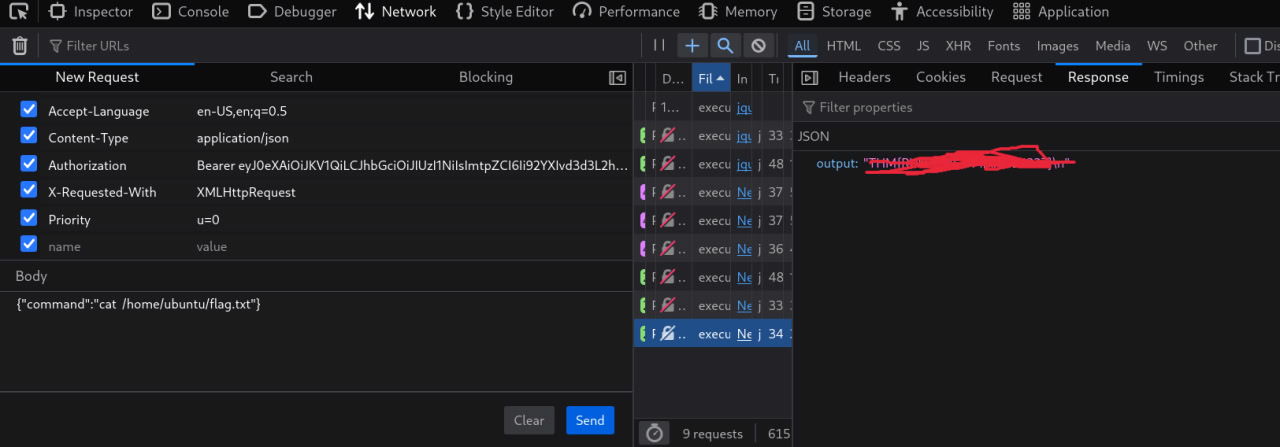 Inspector Console Debugger Network Style Editor Performance Memory Storage Accessibility Application
Filter URLs
All HTML CSS JS XHR Fonts Images Media WS Other Dis
New Request Search Blocking
Accept-Language en-US,en;q=0.5
Content-Type application/json
Authorization Bearer eyJ0eXAiOiJKV1QiLCJhbGciOiJIUzI1NiIsImtpZCI6Ii92YXIvd3d3L2h...
X-Requested-With XMLHttpRequest
Priority u=0
name value
Body
{"command":"cat /home/ubuntu/flag.txt"}
Clear Send
D... Fil In Tr
1... execu jqu
.. execu jqu j 33
.. execu jqu j 48
.. execu Ne j 37
.. execu Ne j 37
.. execu Ne j 36
.. execu Ne j 48
.. execu Ne j 33
.. execu Ne j 34
9 requests 615
Headers Cookies Request Response Timings Stack Tr
Filter properties
JSON
output: